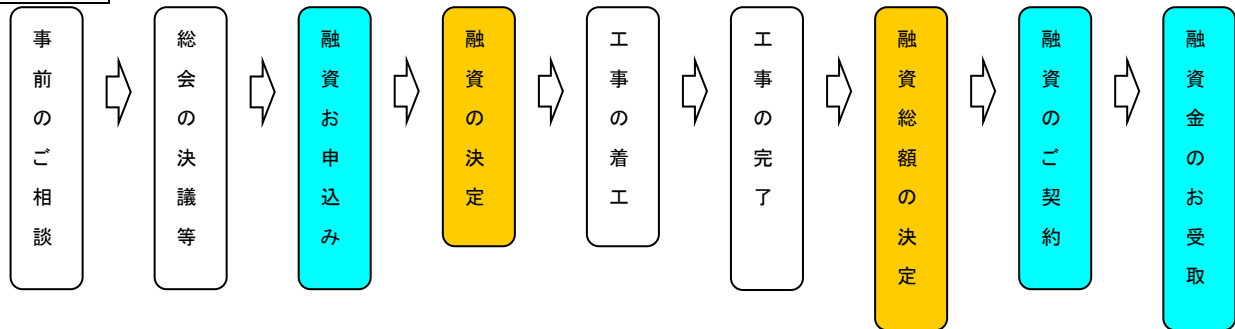 事前のご相談
総会の決議等
融資お申込み
融資の決定
工事の着工
工事の完了
融資総額の決定
融資のご契約
融資金のお受取